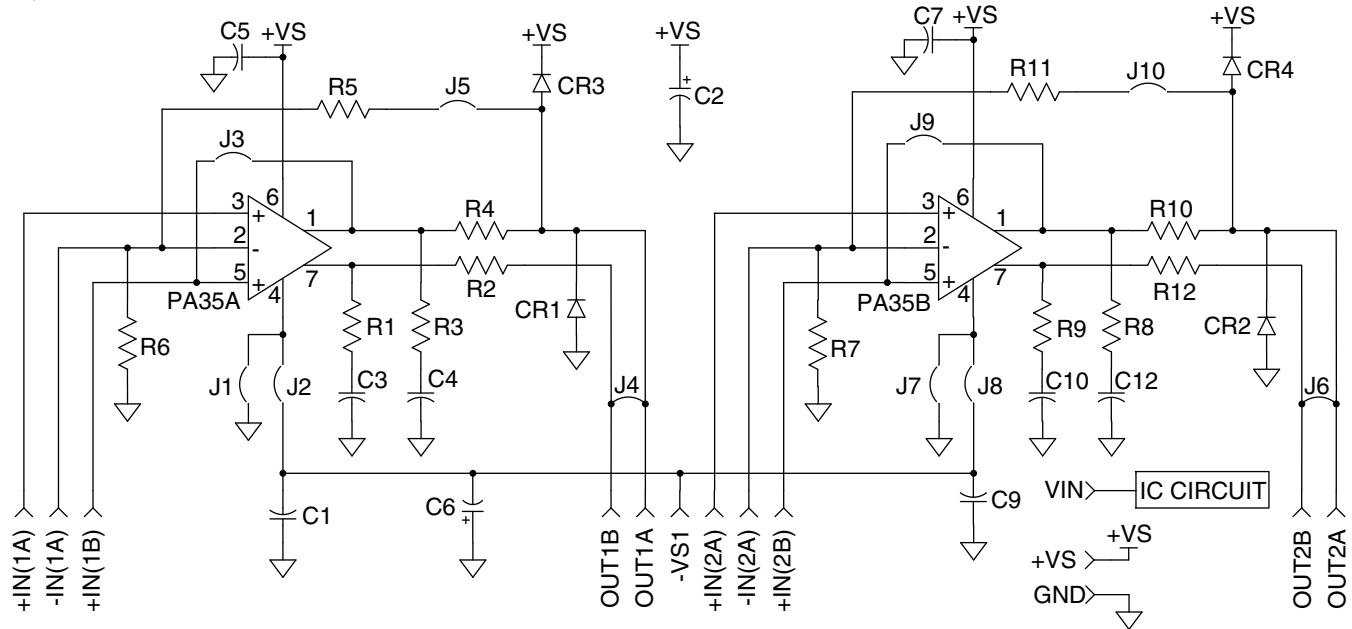 C5
+VS
+VS
+VS
C7
+VS
+VS
CR3
C2
CR4
R5
J5
R11
J10
J3
J9
3
6
1
R4
3
6
1
R10
+
+
2
-
2
-
5
+
4
7
R2
5
+
4
7
R12
PA35A
PA35B
R6
R1
R3
CR1
R7
R9
R8
CR2
J1
J2
C3
C4
J4
J7
J8
C10
C12
J6
C1
C6
+
C9
VIN
IC CIRCUIT
+VS
+VS
GND
+IN(1A)
-IN(1A)
+IN(1B)
OUT1B
OUT1A
-VS1
+IN(2A)
-IN(2A)
+IN(2B)
OUT2B
OUT2A